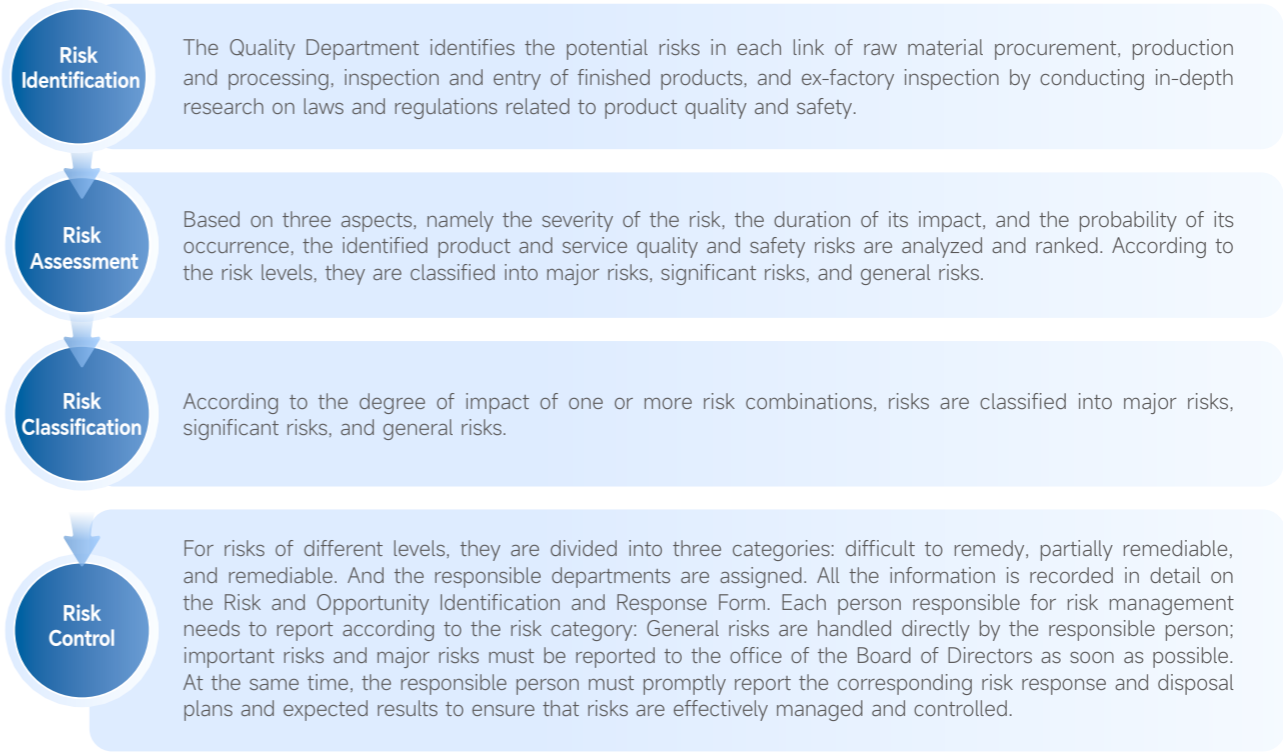 Risk
Identification
The Quality Department identifies the potential risks in each link of raw material procurement, production
and processing, inspection and entry of finished products, and ex-factory inspection by conducting in-depth
research on laws and regulations related to product quality and safety.
Risk
Assessment
Based on three aspects, namely the severity of the risk, the duration of its impact, and the probability of its
occurrence, the identified product and service quality and safety risks are analyzed and ranked. According to
the risk levels, they are classified into major risks, significant risks, and general risks.
Risk
Classification
According to the degree of impact of one or more risk combinations, risks are classified into major risks,
significant risks, and general risks.
Risk
Control
For risks of different levels, they are divided into three categories: difficult to remedy, partially remediable,
and remediable. And the responsible departments are assigned. All the information is recorded in detail on
the Risk and Opportunity Identification and Response Form. Each person responsible for risk management
needs to report according to the risk category: General risks are handled directly by the responsible person;
important risks and major risks must be reported to the office of the Board of Directors as soon as possible.
At the same time, the responsible person must promptly report the corresponding risk response and disposal
plans and expected results to ensure that risks are effectively managed and controlled.